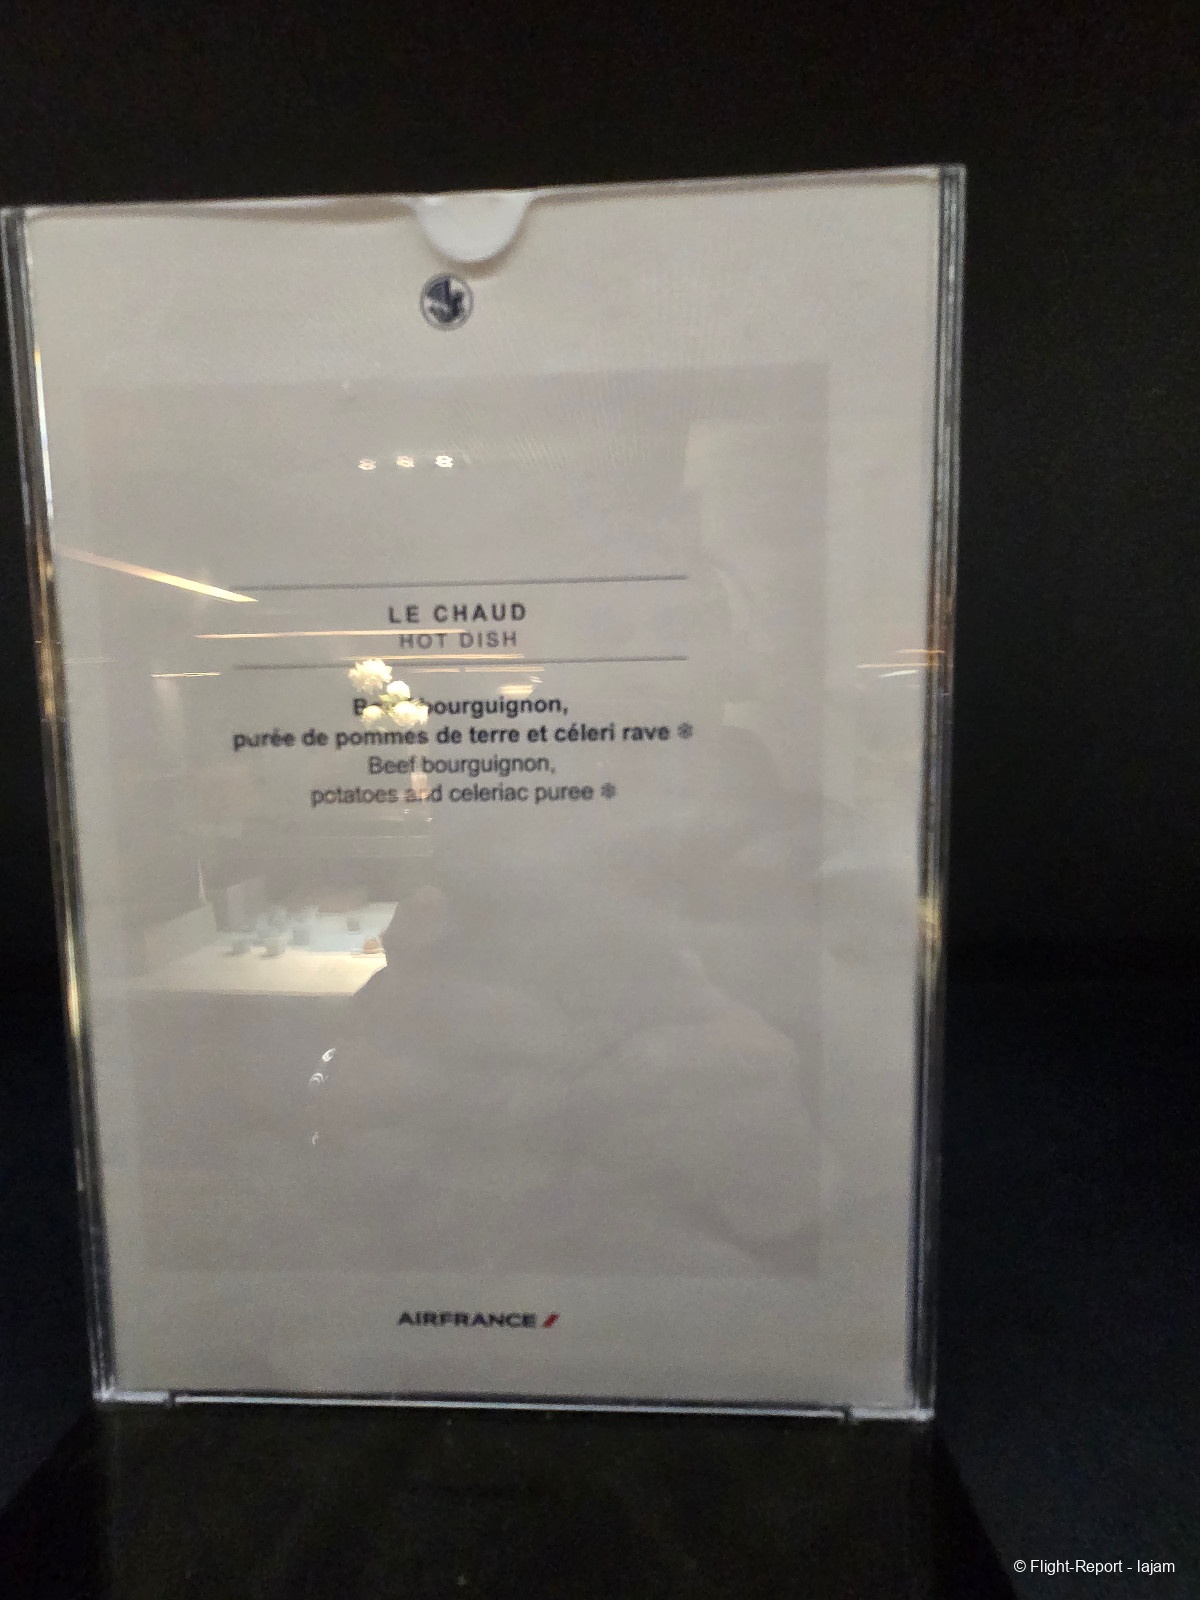 LE CHAUD
HOT DISH
bourguignon,
purée de pommes de terre et céleri rave ❄
Beef bourguignon,
potatoes and celeriac puree ❄
AIRFRANCE
© Flight-Report - lajam